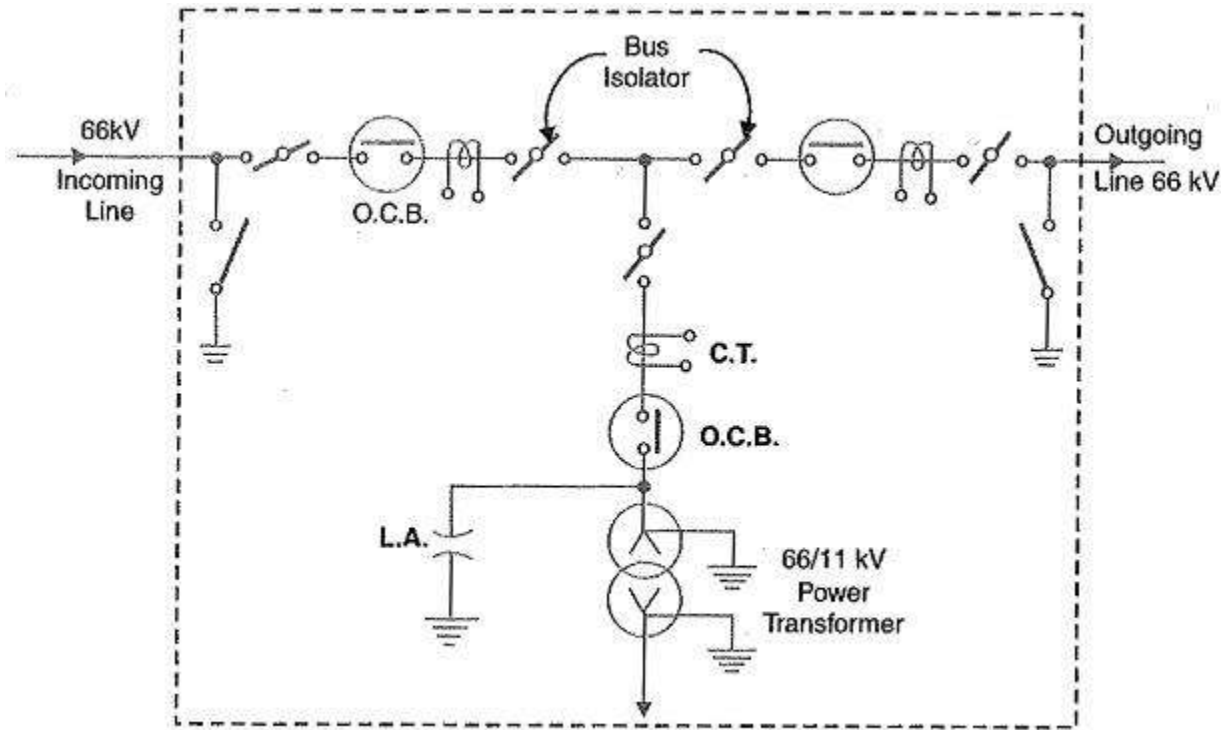 Bus
Isolator
66kV
Incoming
Line
O.C.B.
Outgoing
Line 66 kV
C.T.
O.C.B.
L.A.
66/11 kV
Power
Transformer